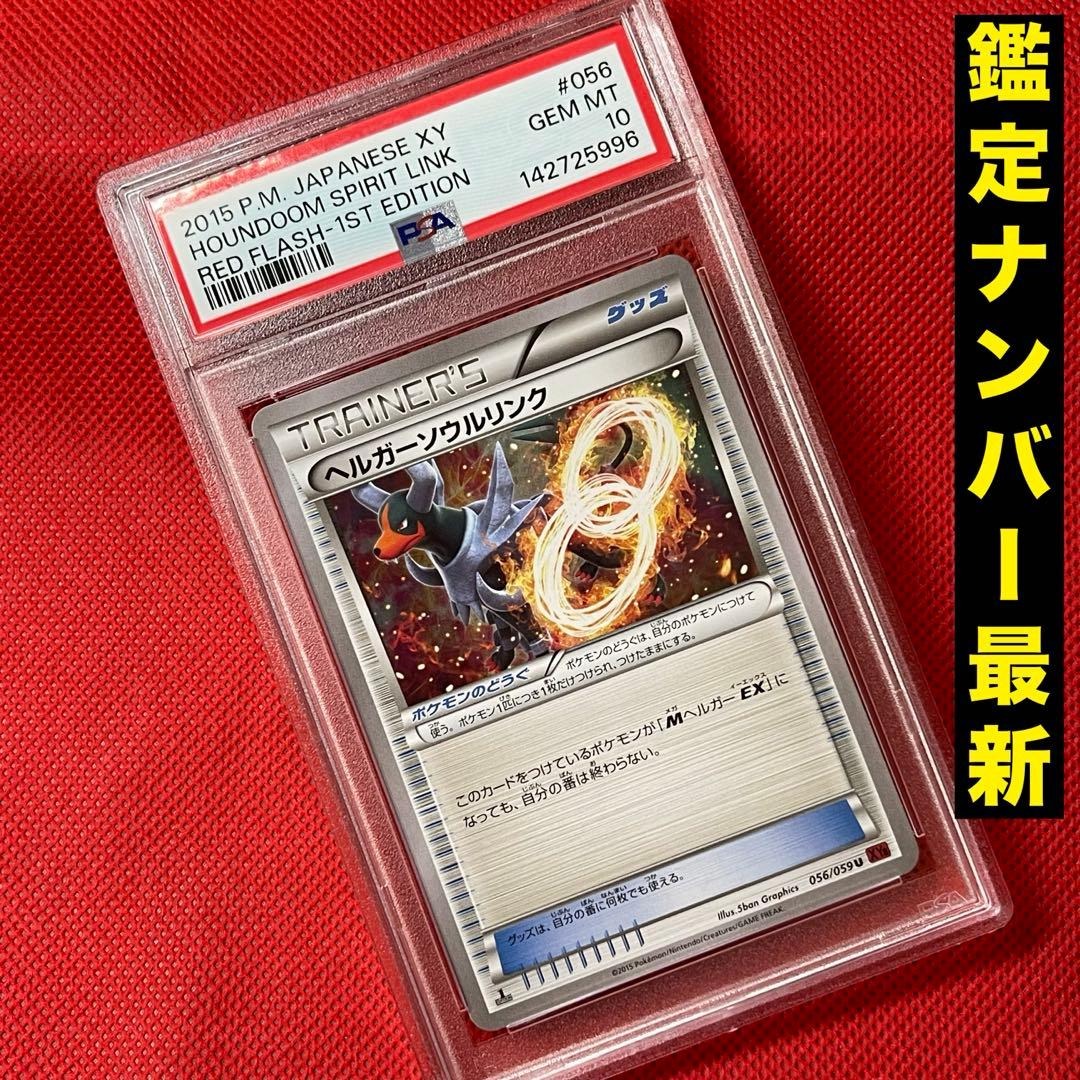 鑑定ナンバー最新
2015 P.M. JAPANESE XY
HOUNDOOM SPIRIT LINK
RED FLASH-1ST EDITION
#056
GEM MT
10
142725996
PSA
グッズ
TRAINER'S
ヘルガーソウルリンク
ポケモンのどうぐ
ポケモンのどうぐは、自分のポケモンにつけて
使う。ポケモン1匹につき1枚だけつけられ、つけたままにする。
このカードをつけているポケモンが「MヘルガーEX」に
なっても、自分の番は終わらない。
グッズは、自分の番に何枚でも使える。
Illus. 5ban Graphics
056/059 U
©2015 Pokémon/Nintendo/Creatures/GAME FREAK